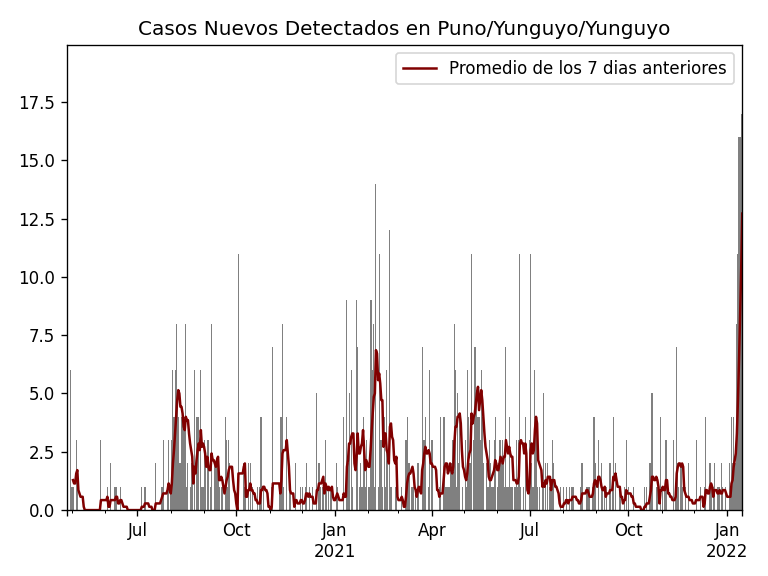 Casos Nuevos Detectados en Puno/Yunguyo/Yunguyo
Promedio de los 7 dias anteriores
17.5
15.0
12.5
10.0
7.5
5.0
2.5
0.0
Jul
Oct
Jan
2021
Apr
Jul
Oct
Jan
2022